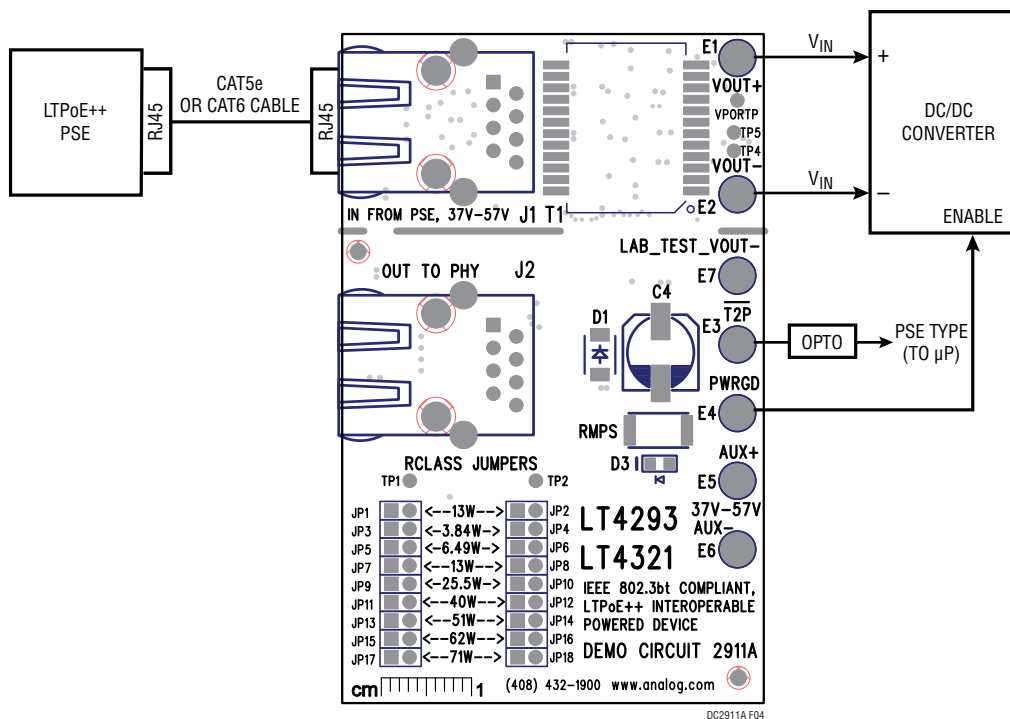 LTPoE++
PSE
RJ45
CAT5e
OR CAT6 CABLE
RJ45
E1
VOUT+
VPORTP
TP5
TP4
VOUT-
E2
VIN
VIN
+
DC/DC
CONVERTER
−
ENABLE
IN FROM PSE, 37V-57V J1 T1
LAB_TEST_VOUT-
E7
OUT TO PHY J2
C4
D1
T2P
E3
OPTO
PSE TYPE
(TO µP)
PWRGD
E4
RMPS
D3
AUX+
E5
37V-57V
AUX-
E6
RCLASS JUMPERS
TP1 TP2
JP1 <--13W--> JP2
JP3 <--3.84W-> JP4
JP5 <--6.49W-> JP6
JP7 <--13W--> JP8
JP9 <-25.5W--> JP10
JP11 <--40W--> JP12
JP13 <--51W--> JP14
JP15 <--62W--> JP16
JP17 <--71W--> JP18
LT4293
LT4321
IEEE 802.3bt COMPLIANT,
LTPoE++ INTEROPERABLE
POWERED DEVICE
DEMO CIRCUIT 2911A
cm 1 (408) 432-1900 www.analog.com
DC2911A F04